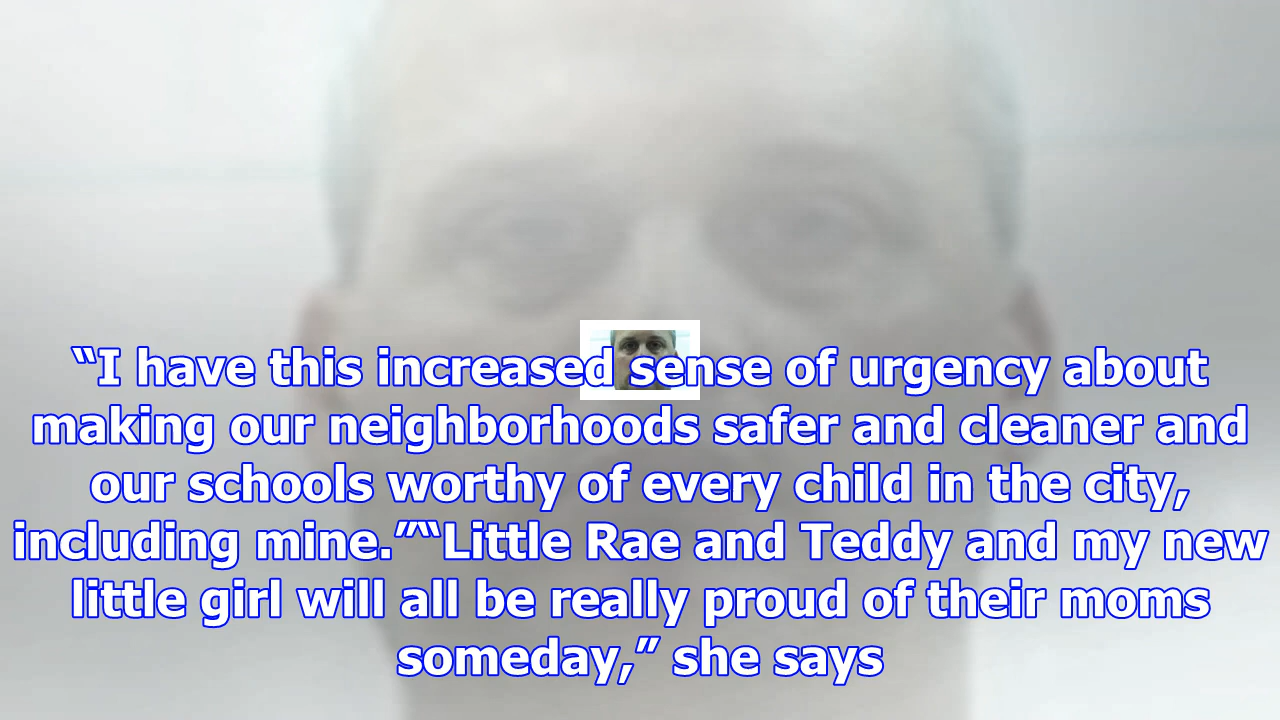 “I have this increased sense of urgency about
making our neighborhoods safer and cleaner and
our schools worthy of every child in the city,
including mine.”“Little Rae and Teddy and my new
little girl will all be really proud of their moms
someday,” she says